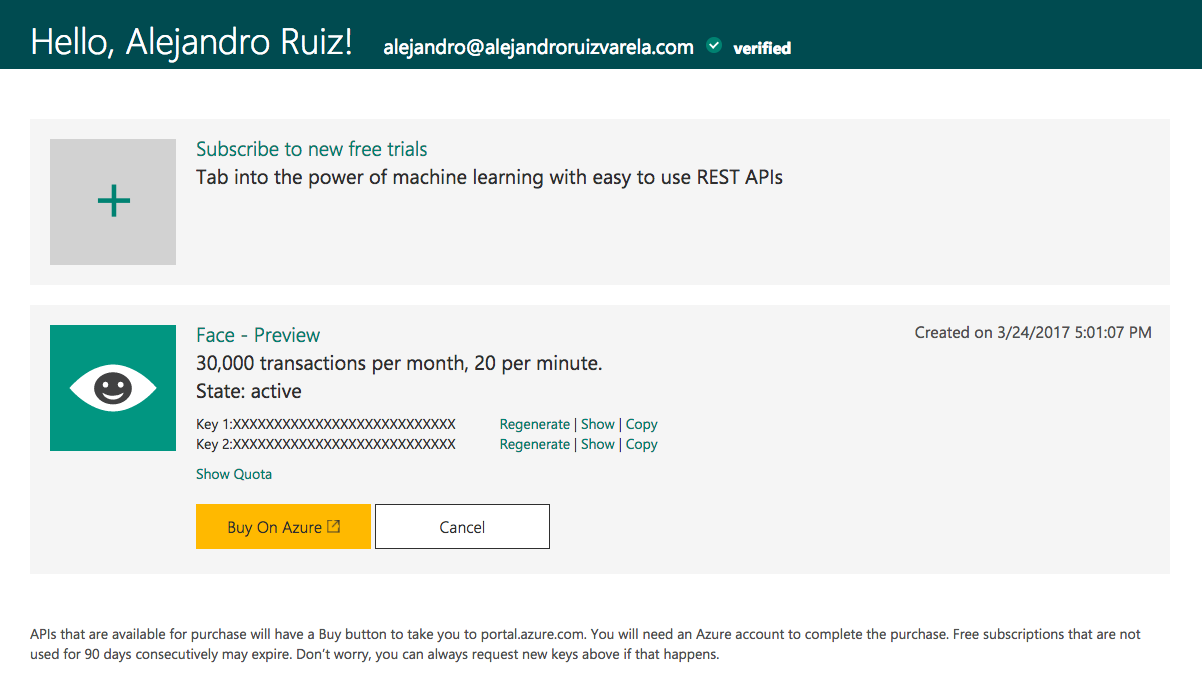 Hello, Alejandro Ruiz! alejandro@alejandroruizvarela.com verified
Subscribe to new free trials
Tab into the power of machine learning with easy to use REST APIs
Face - Preview Created on 3/24/2017 5:01:07 PM
30,000 transactions per month, 20 per minute.
State: active
Key 1:XXXXXXXXXXXXXXXXXXXXXXXXXXX Regenerate | Show | Copy
Key 2:XXXXXXXXXXXXXXXXXXXXXXXXXXX Regenerate | Show | Copy
Show Quota
Buy On Azure Cancel
APIs that are available for purchase will have a Buy button to take you to portal.azure.com. You will need an Azure account to complete the purchase. Free subscriptions that are not
used for 90 days consecutively may expire. Don’t worry, you can always request new keys above if that happens.